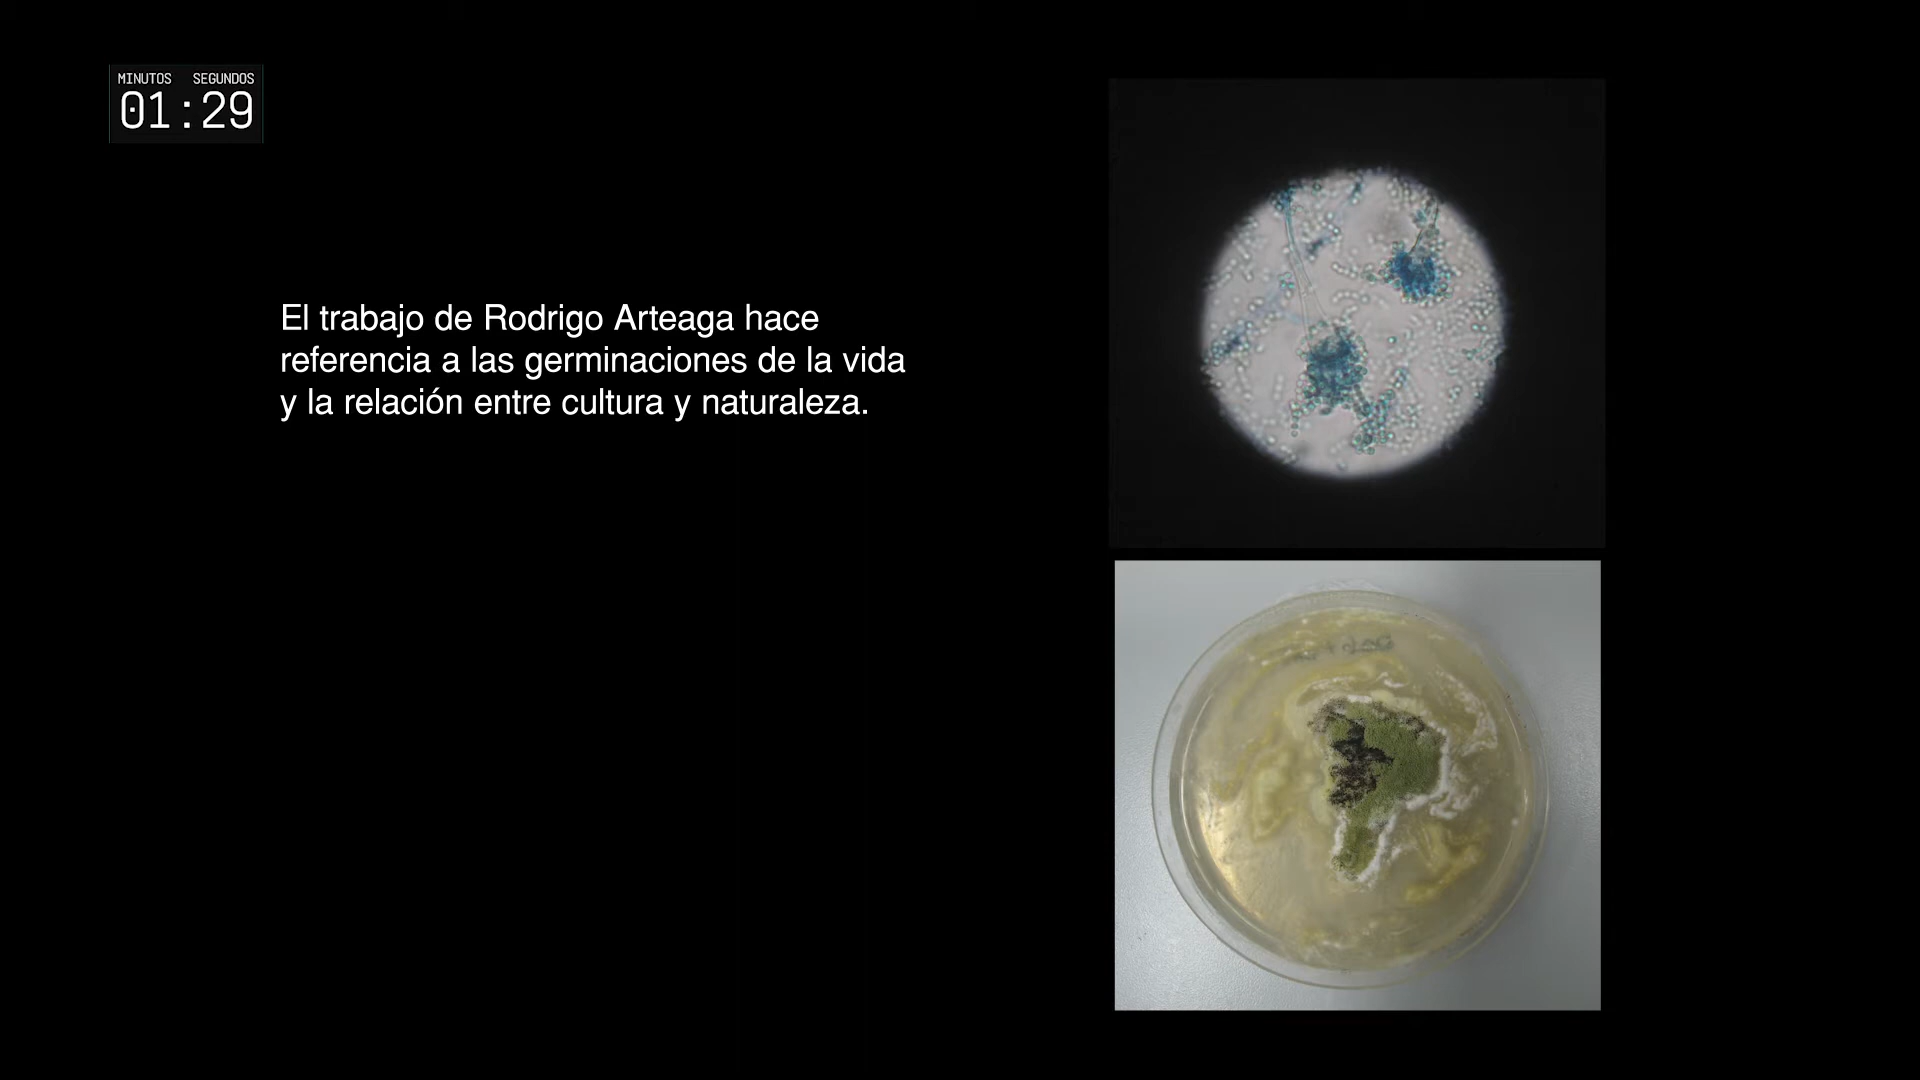 MINUTOS SEGUNDOS
01:29
El trabajo de Rodrigo Arteaga hace
referencia a las germinaciones de la vida
y la relación entre cultura y naturaleza.